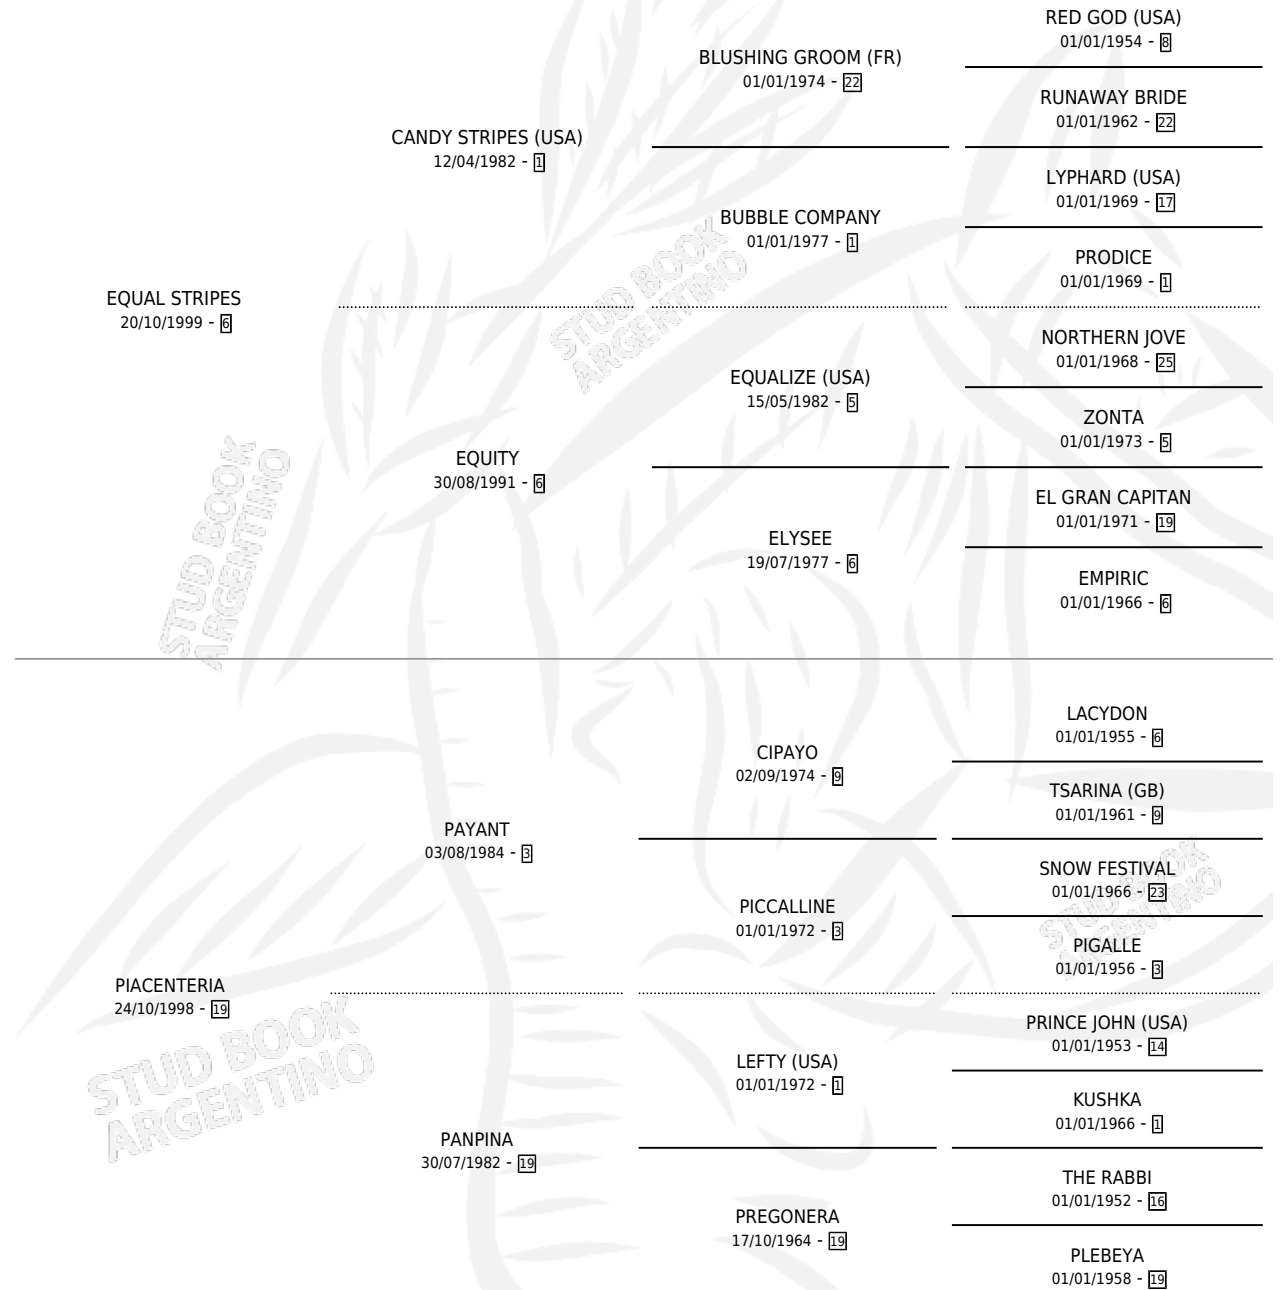 RED GOD (USA)
01/01/1954 - 8
BLUSHING GROOM (FR)
01/01/1974 - 22
RUNAWAY BRIDE
01/01/1962 - 22
CANDY STRIPES (USA)
12/04/1982 - 1
LYPHARD (USA)
01/01/1969 - 17
BUBBLE COMPANY
01/01/1977 - 1
PRODICE
01/01/1969 - 1
EQUAL STRIPES
20/10/1999 - 6
STUD BOOK
ARGENTINO
NORTHERN JOVE
01/01/1968 - 25
EQUALIZE (USA)
15/05/1982 - 5
ZONTA
01/01/1973 - 5
EQUITY
30/08/1991 - 6
EL GRAN CAPITAN
01/01/1971 - 19
ELYSEE
19/07/1977 - 6
EMPIRIC
01/01/1966 - 6
STUD BOOK
ARGENTINO
LACYDON
01/01/1955 - 6
CIPAYO
02/09/1974 - 9
TSARINA (GB)
01/01/1961 - 9
PAYANT
03/08/1984 - 3
SNOW FESTIVAL
01/01/1966 - 23
PICCALLINE
01/01/1972 - 3
PIGALLE
01/01/1956 - 3
STUD BOOK
ARGENTINO
PIACENTERIA
24/10/1998 - 19
PRINCE JOHN (USA)
01/01/1953 - 14
LEFTY (USA)
01/01/1972 - 1
KUSHKA
01/01/1966 - 1
STUD BOOK
ARGENTINO
PANPINA
30/07/1982 - 19
THE RABBI
01/01/1952 - 16
PREGONERA
17/10/1964 - 19
PLEBEYA
01/01/1958 - 19